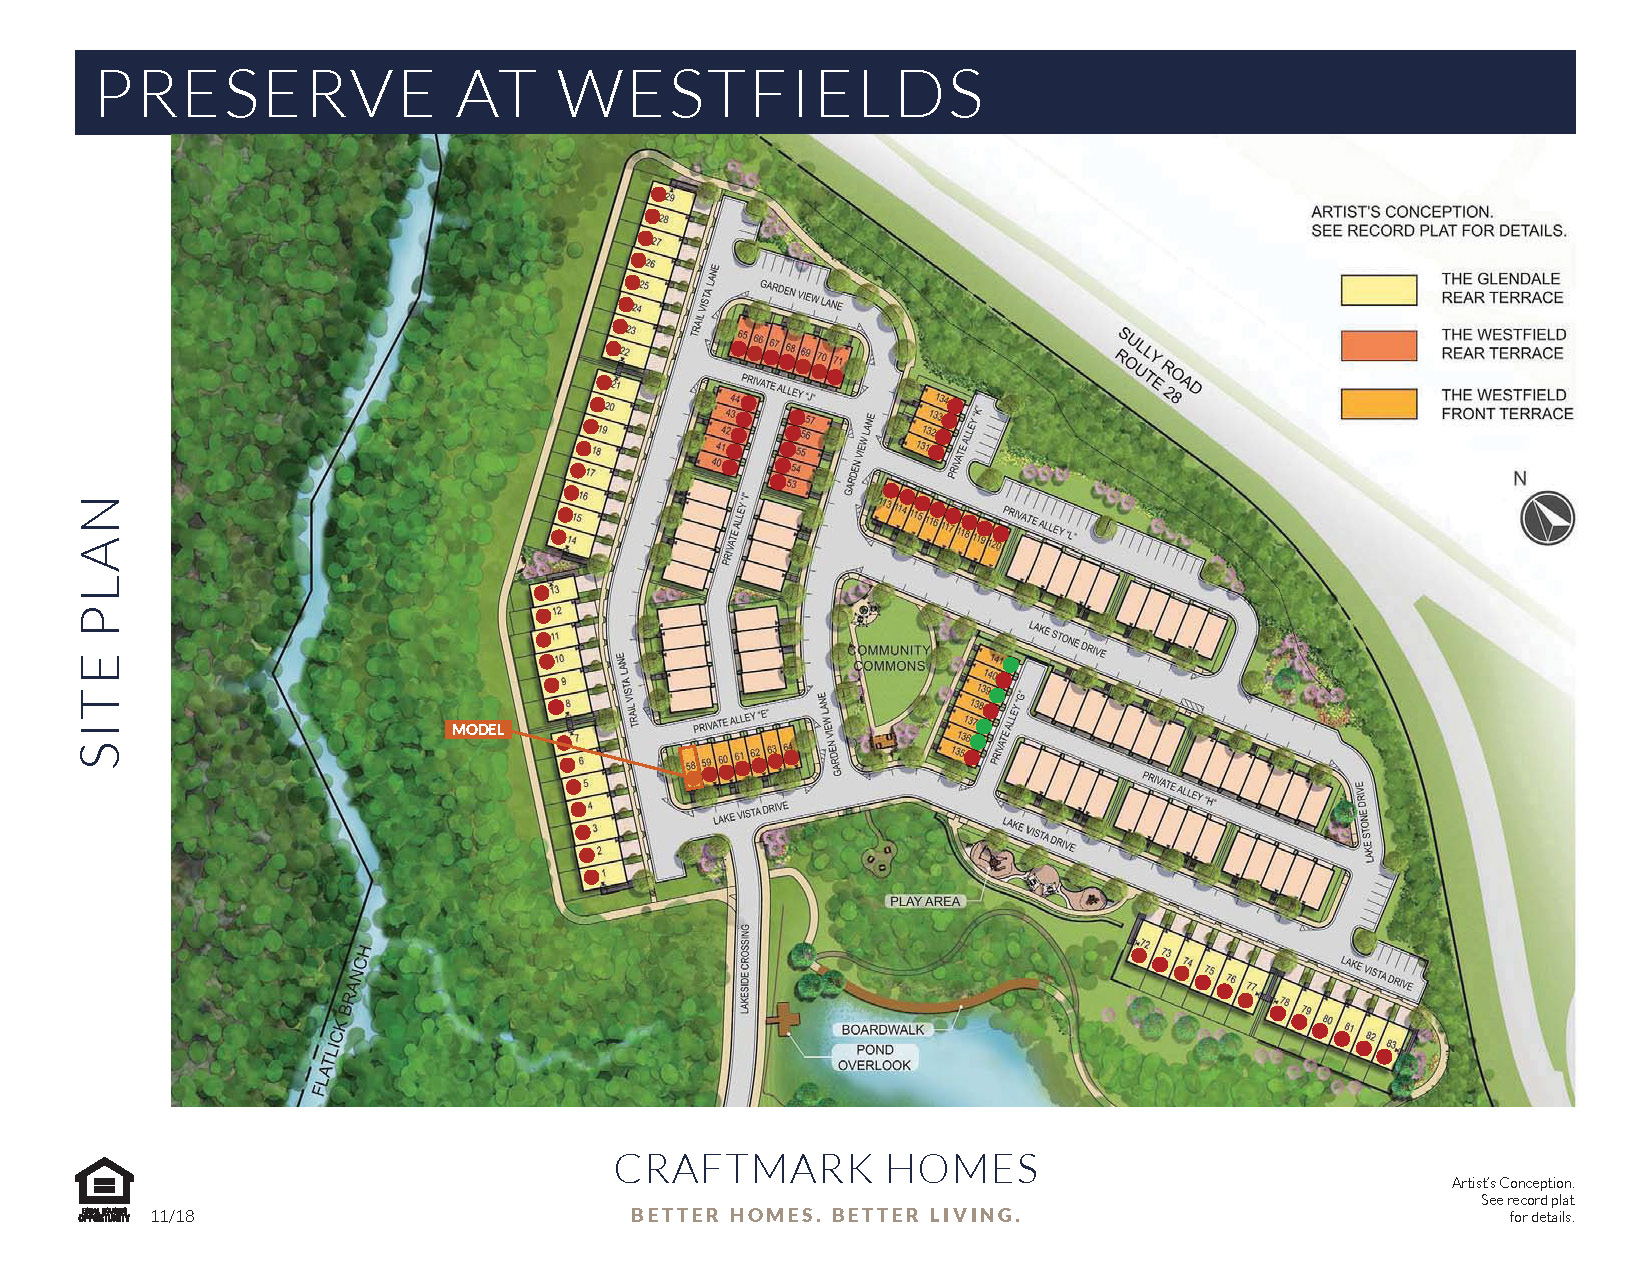 PRESERVE AT WESTFIELDS
SITE PLAN
ARTIST'S CONCEPTION.
SEE RECORD PLAT FOR DETAILS.
THE GLENDALE
REAR TERRACE
THE WESTFIELD
REAR TERRACE
THE WESTFIELD
FRONT TERRACE
N
SULLY ROAD
ROUTE 28
29
28
27
26
25
24
23
22
21
20
19
18
17
16
15
14
13
12
11
10
9
8
7
6
5
4
3
2
1
TRAIL VISTA LANE
GARDEN VIEW LANE
65 66 67 68 69 70 71
PRIVATE ALLEY "J"
44
43
42
41
40
57
56
55
54
53
GARDEN VIEW LANE
134
133
132
131
PRIVATE ALLEY "K"
PRIVATE ALLEY "I"
113 114 115 116 117 118 119 120
PRIVATE ALLEY "L"
LAKE STONE DRIVE
COMMUNITY
COMMONS
141
140
139
138
137
136
135
PRIVATE ALLEY "G"
TRAIL VISTA LANE
PRIVATE ALLEY "E"
GARDEN VIEW LANE
MODEL
58 59 60 61 62 63 64
LAKE VISTA DRIVE
PRIVATE ALLEY "H"
LAKE STONE DRIVE
LAKE VISTA DRIVE
PLAY AREA
72 73 74 75 76 77 78 79 80 81 82 83
LAKE VISTA DRIVE
LAKESIDE CROSSING
FLATLICK BRANCH
BOARDWALK
POND
OVERLOOK
CRAFTMARK HOMES
BETTER HOMES. BETTER LIVING.
11/18
Artist's Conception.
See record plat
for details.